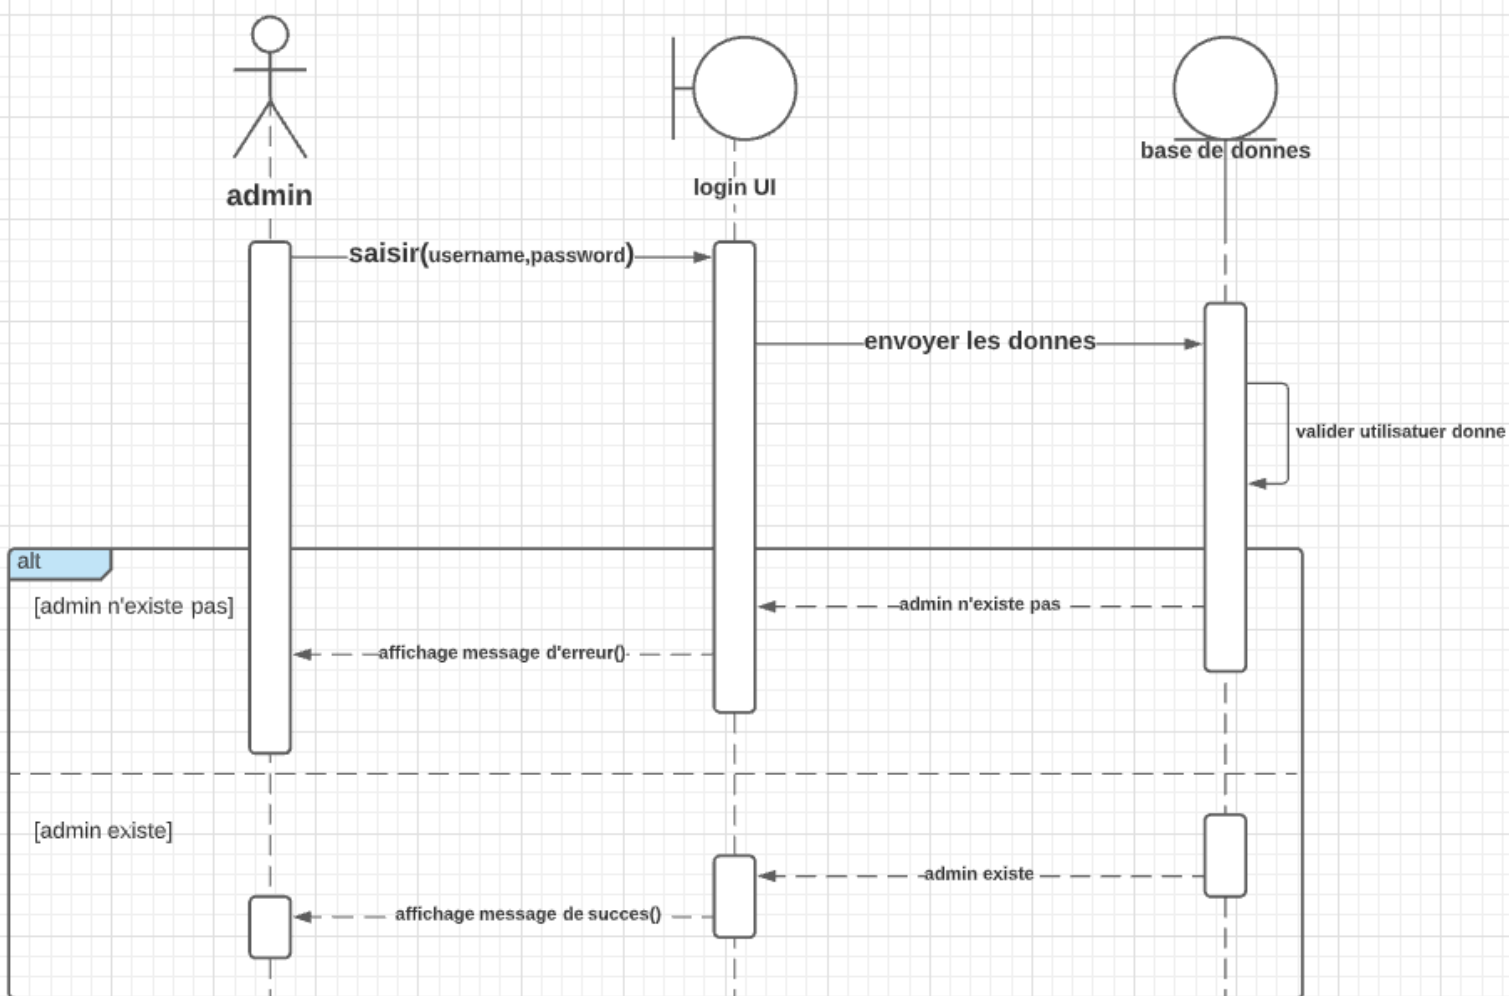 base de donnes
login UI
admin
saisir(username,password)
envoyer les donnes
valider utilisatuer donne
alt
[admin n'existe pas]
admin n'existe pas
affichage message d'erreur()
[admin existe]
admin existe
affichage message de succes()